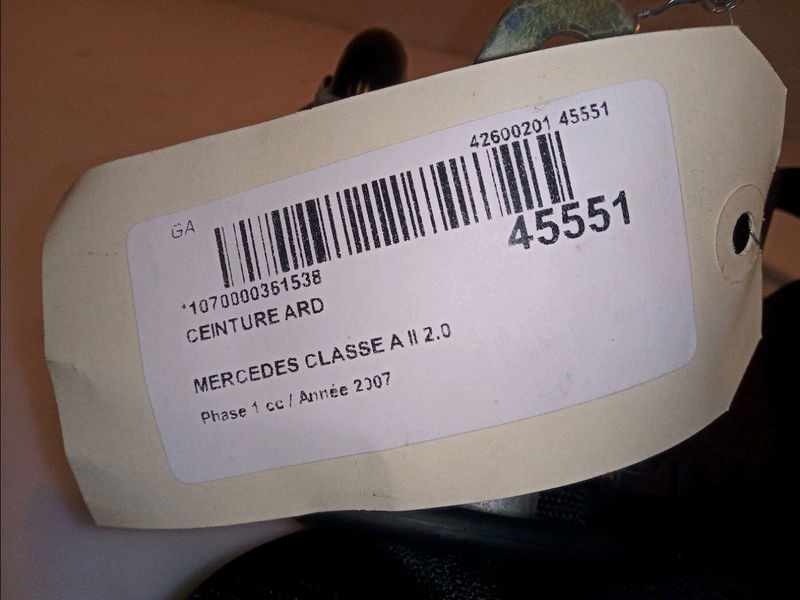 42600201 45551
GA
45551
*1070000361538
CEINTURE ARD
MERCEDES CLASSE A II 2.0
Phase 1 cc / Année 2007